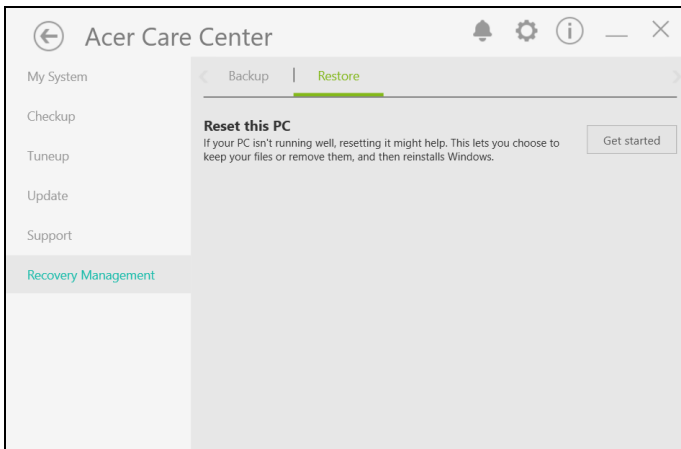 Acer Care Center
My System
Checkup
Tuneup
Update
Support
Recovery Management
Backup | Restore
Reset this PC
If your PC isn't running well, resetting it might help. This lets you choose to
keep your files or remove them, and then reinstalls Windows.
Get started